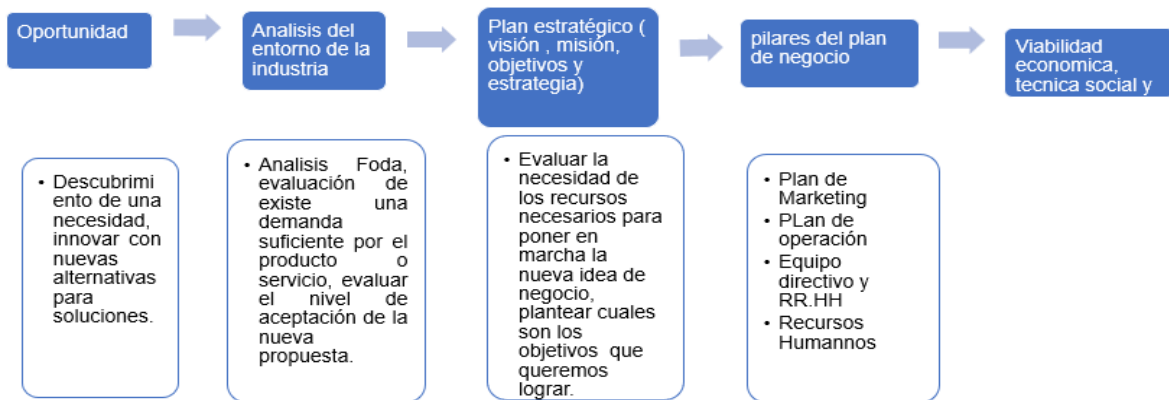 Oportunidad
Analisis del
entorno de la
industria
Plan estratégico (
visión , misión,
objetivos y
estrategia)
pilares del plan
de negocio
Viabilidad
economica,
tecnica social y
• Descubrimi
ento de una
necesidad,
innovar con
nuevas
alternativas
para
soluciones.
• Analisis Foda,
evaluación de
existe una
demanda
suficiente por el
producto o
servicio, evaluar
el nivel de
aceptación de la
nueva
propuesta.
• Evaluar la
necesidad de
los recursos
necesarios para
poner en
marcha la
nueva idea de
negocio,
plantear cuales
son los
objetivos que
queremos
lograr.
• Plan de
Marketing
• PLan de
operación
• Equipo
directivo y
RR.HH
• Recursos
Humannos